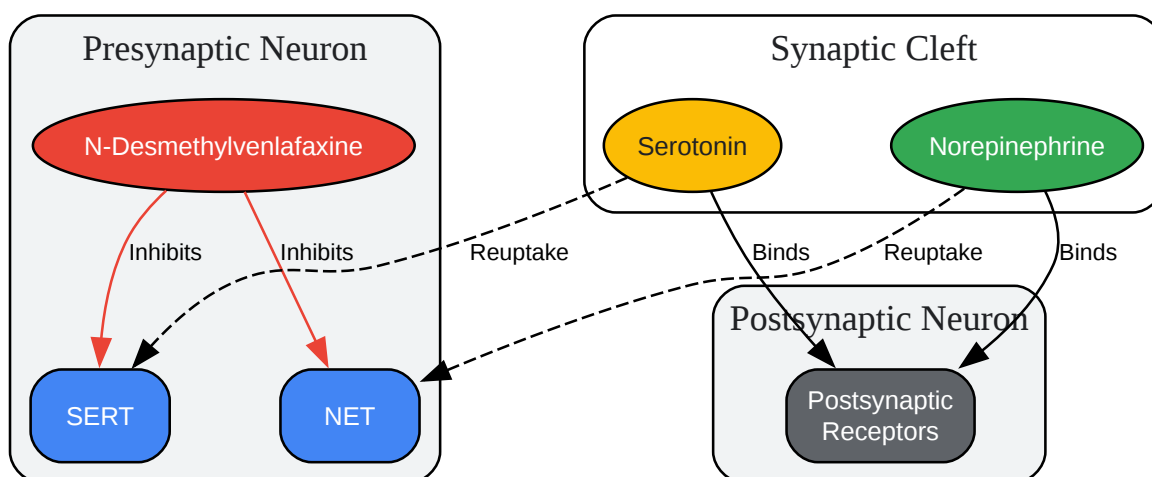 Presynaptic Neuron
Synaptic Cleft
N-Desmethylvenlafaxine
Serotonin
Norepinephrine
Inhibits
Inhibits
Reuptake
Binds
Reuptake
Binds
Postsynaptic Neuron
SERT
NET
Postsynaptic
Receptors